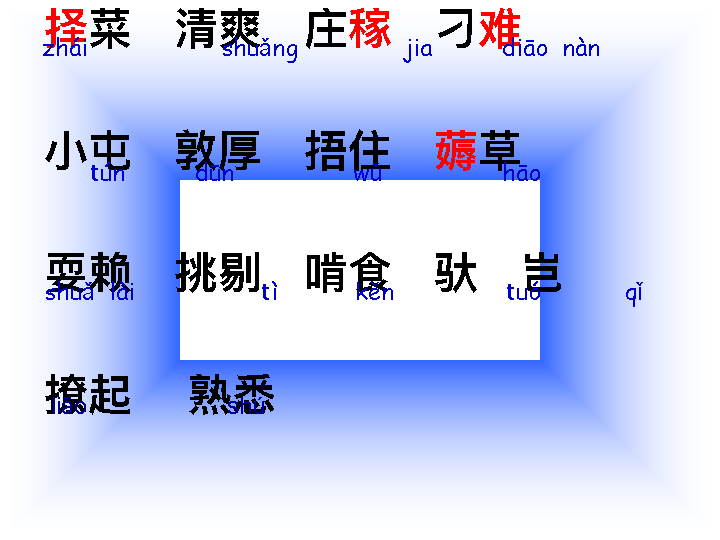 择菜 清爽 庄稼 刁难
zhái shuǎng jia diāo nàn
小屯 敦厚 捂住 薅草
tún dūn wǔ hāo
耍赖 挑剔 啃食 驮 岂
shuǎ lài tì kěn tuó qǐ
撩起 熟悉
liāo shú